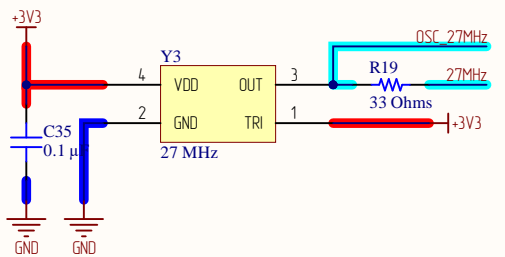 +3V3
OSC_27MHz
Y3
4
VDD
OUT
3
R19
27MHz
33 Ohms
2
GND
TRI
1
+3V3
C35
0.1 µ
27 MHz
GND
GND